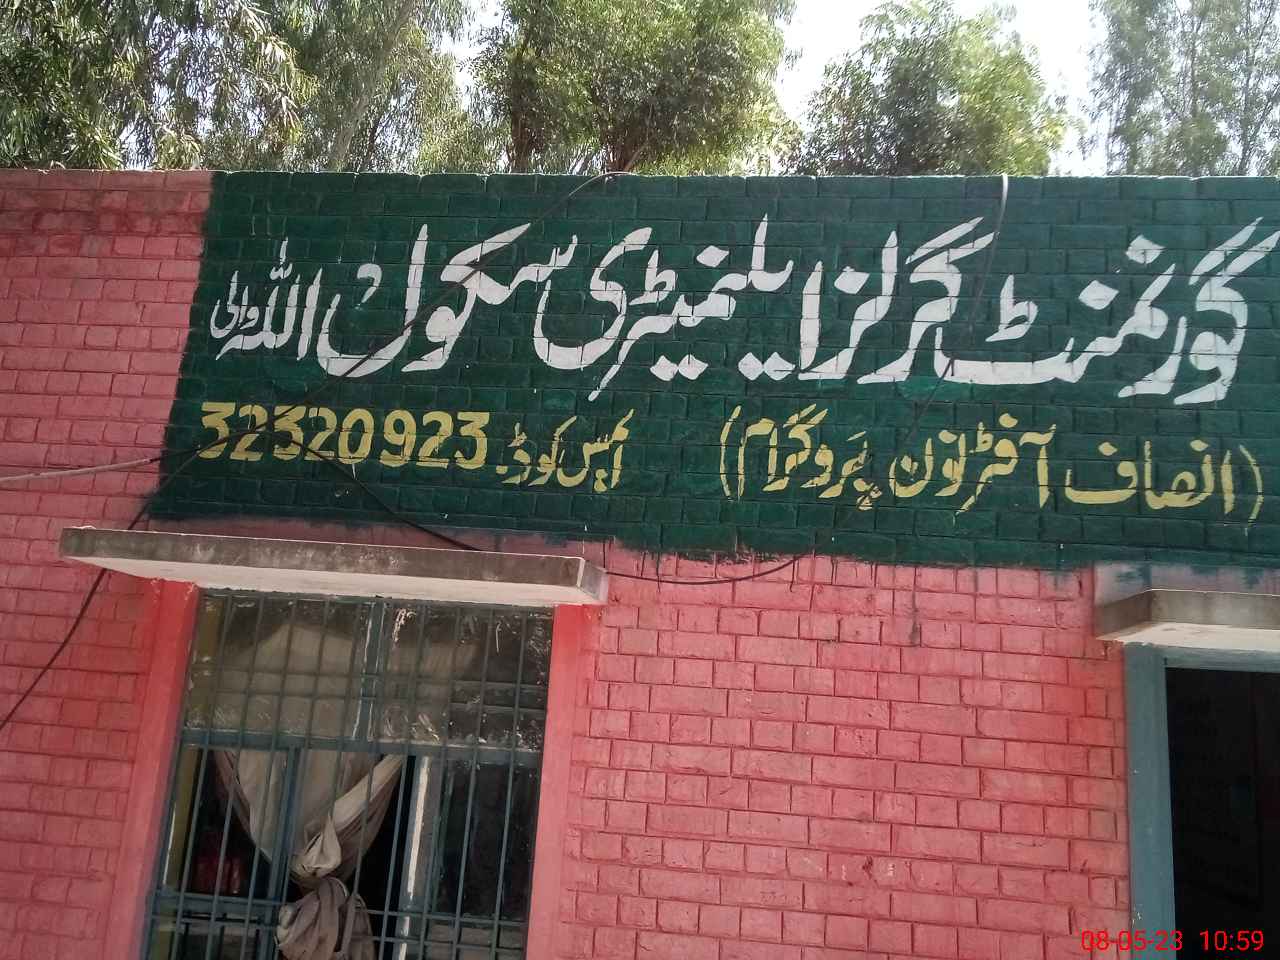 گورنمنٹ گرلز ایلیمنٹری سکول اللہ والی
(انصاف آفٹرنون پروگرام) ایمس کوڈ. 32320923
08-05-23 10:59